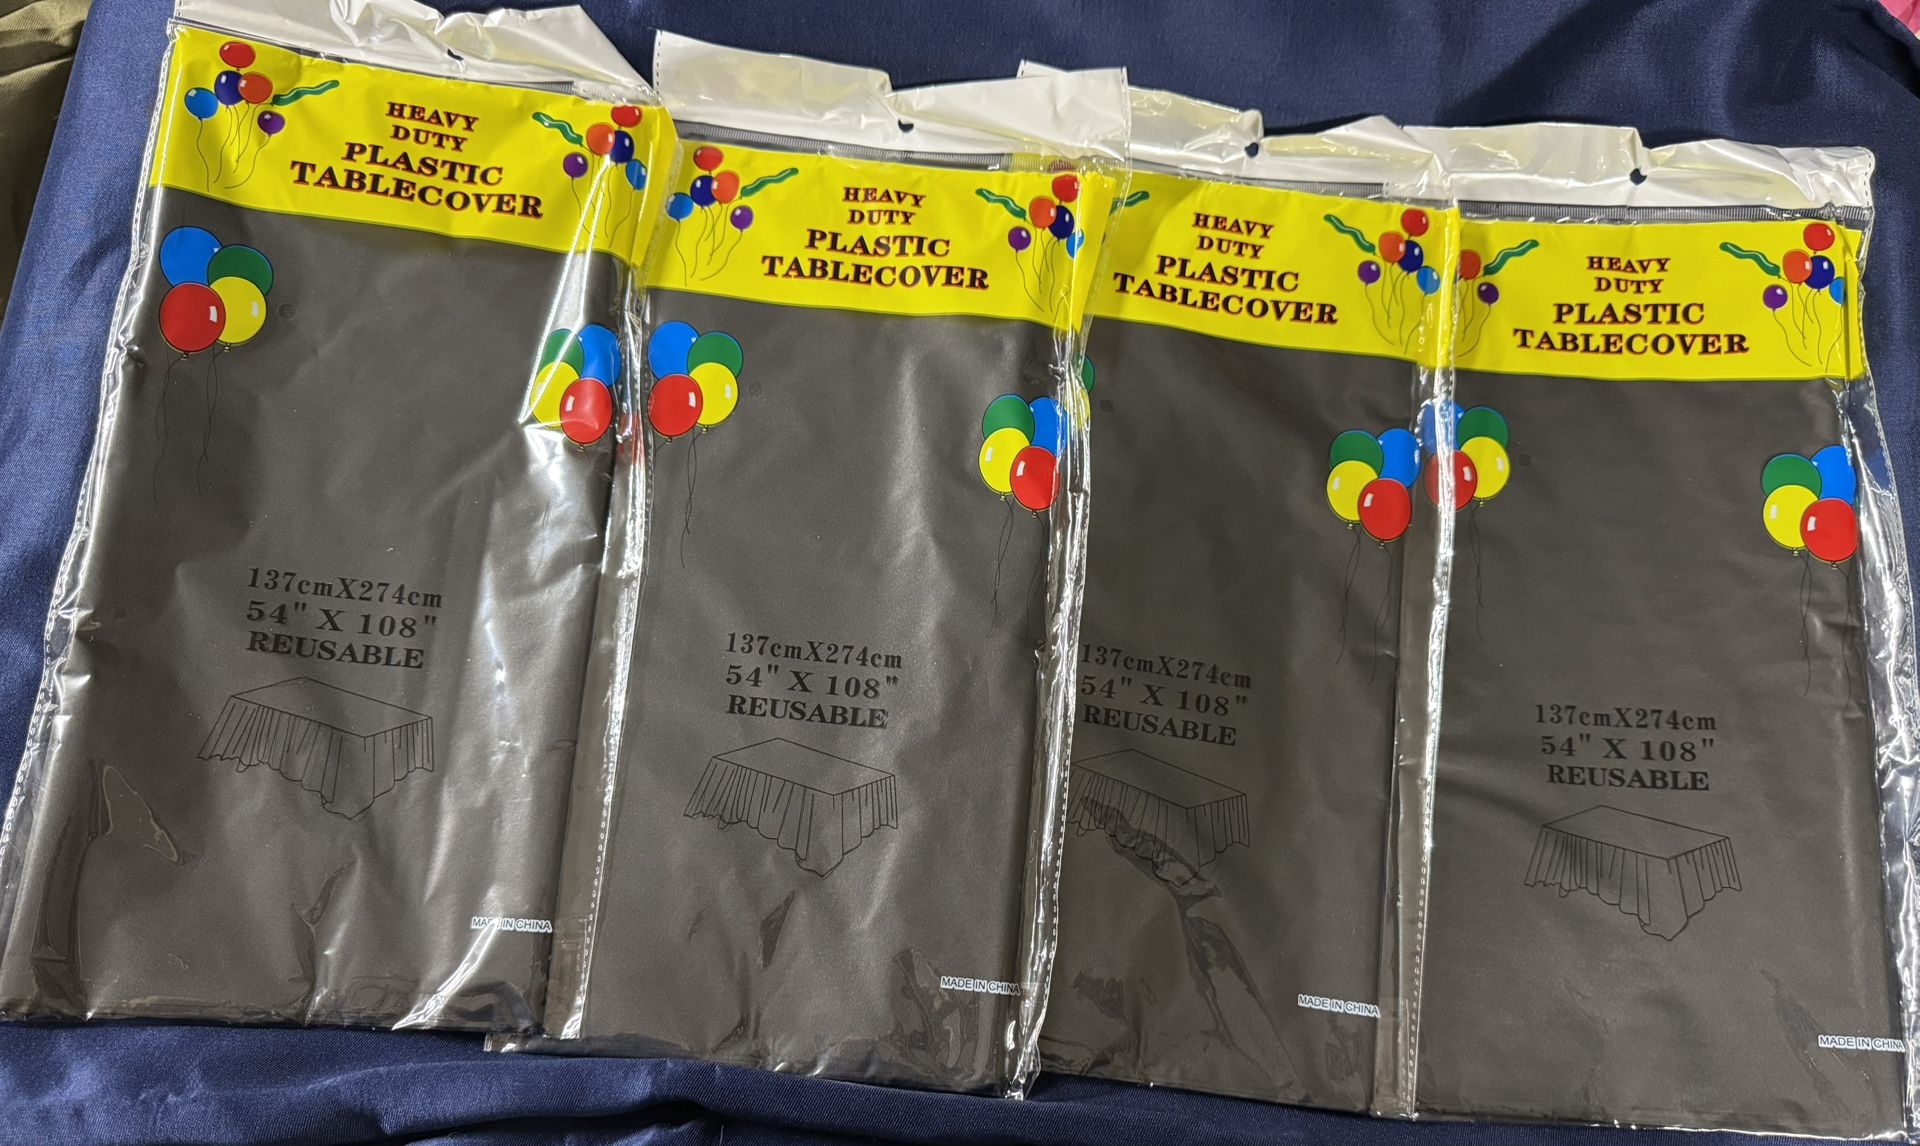 HEAVY
DUTY
PLASTIC
TABLECOVER
137cmX274cm
54" X 108"
REUSABLE
MADE IN CHINA
HEAVY
DUTY
PLASTIC
TABLECOVER
137cmX274cm
54" X 108"
REUSABLE
MADE IN CHINA
HEAVY
DUTY
PLASTIC
TABLECOVER
137cmX274cm
54" X 108"
REUSABLE
MADE IN CHINA
HEAVY
DUTY
PLASTIC
TABLECOVER
137cmX274cm
54" X 108"
REUSABLE
MADE IN CHINA